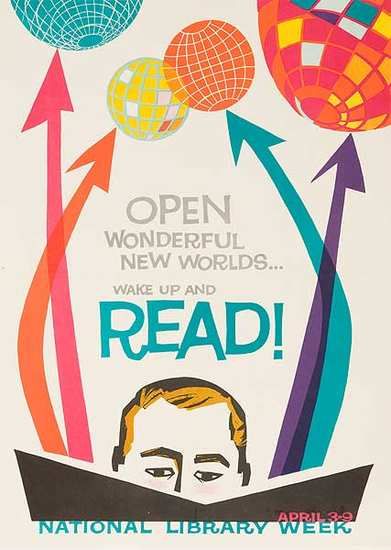 OPEN
WONDERFUL
NEW WORLDS...
WAKE UP AND
READ!
APRIL 3-9
NATIONAL LIBRARY WEEK